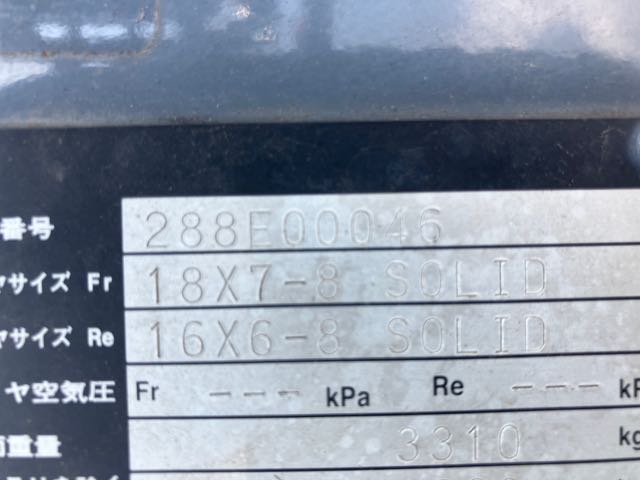 番号 288E00046
ヤサイズ Fr 18X7-8 SOLID
ヤサイズ Re 16X6-8 SOLID
ヤ空気圧 Fr --- kPa Re --- kP
重量 3310 kg